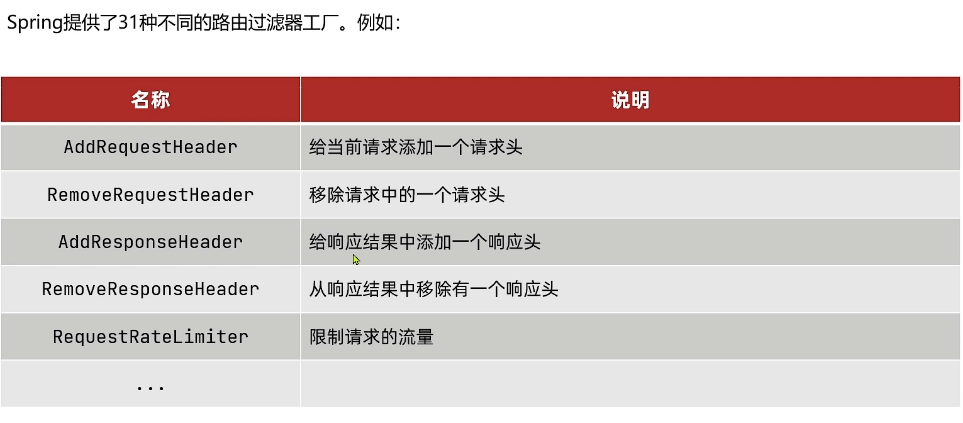 Spring提供了31种不同的路由过滤器工厂。例如：
名称 说明
AddRequestHeader 给当前请求添加一个请求头
RemoveRequestHeader 移除请求中的一个请求头
AddResponseHeader 给响应结果中添加一个响应头
RemoveResponseHeader 从响应结果中移除有一个响应头
RequestRateLimiter 限制请求的流量
...